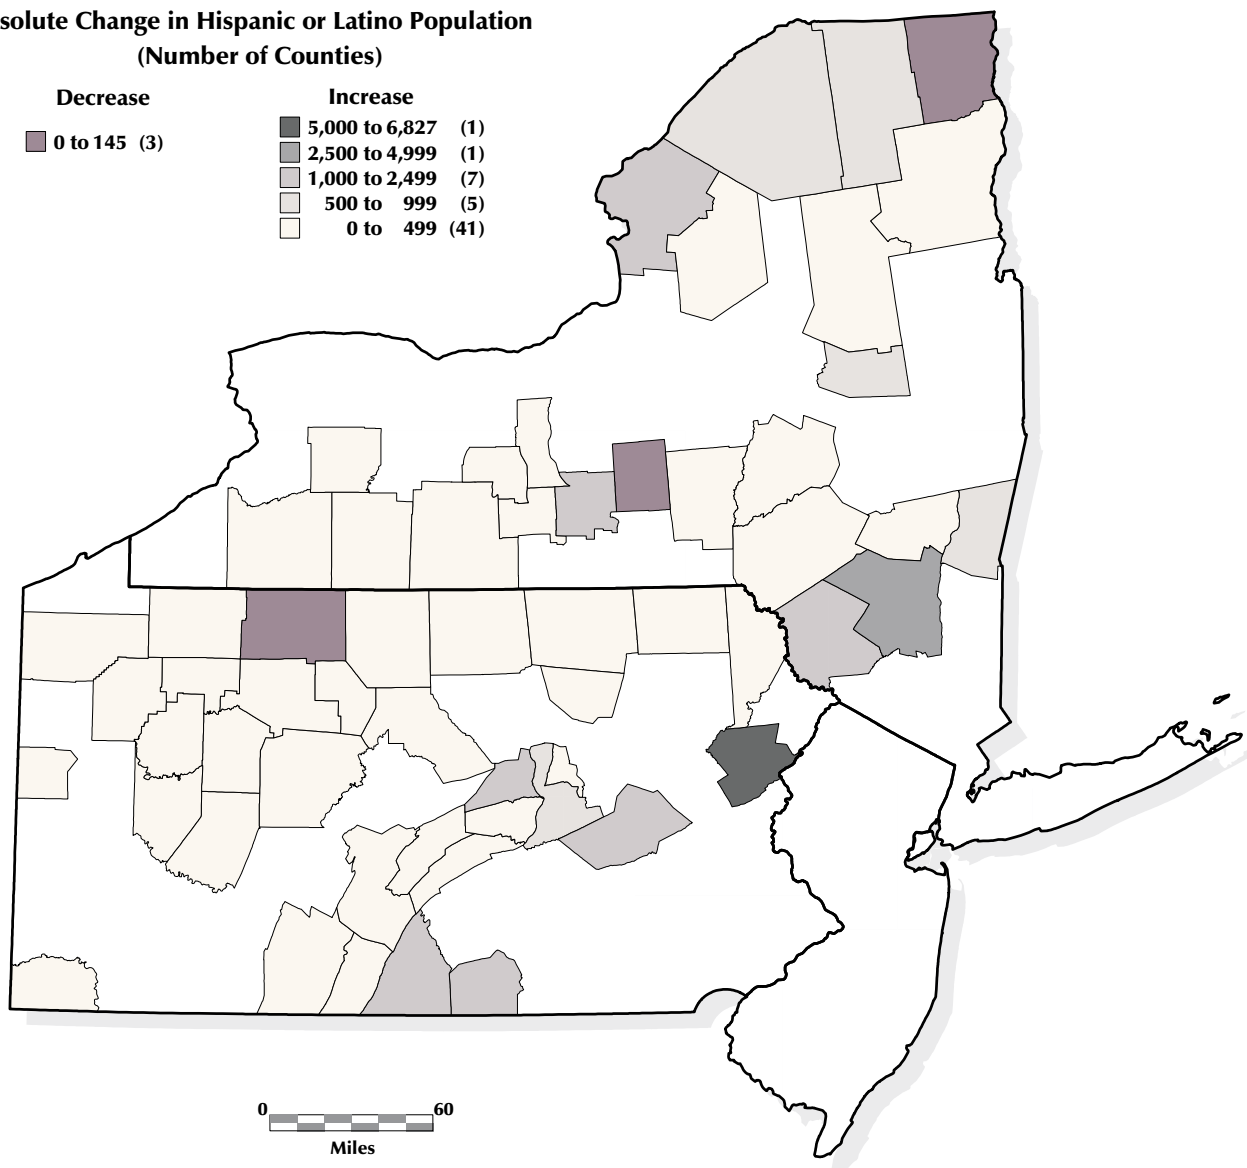 solute Change in Hispanic or Latino Population
(Number of Counties)
Decrease
0 to 145 (3)
Increase
5,000 to 6,827 (1)
2,500 to 4,999 (1)
1,000 to 2,499 (7)
500 to 999 (5)
0 to 499 (41)
0 60
Miles